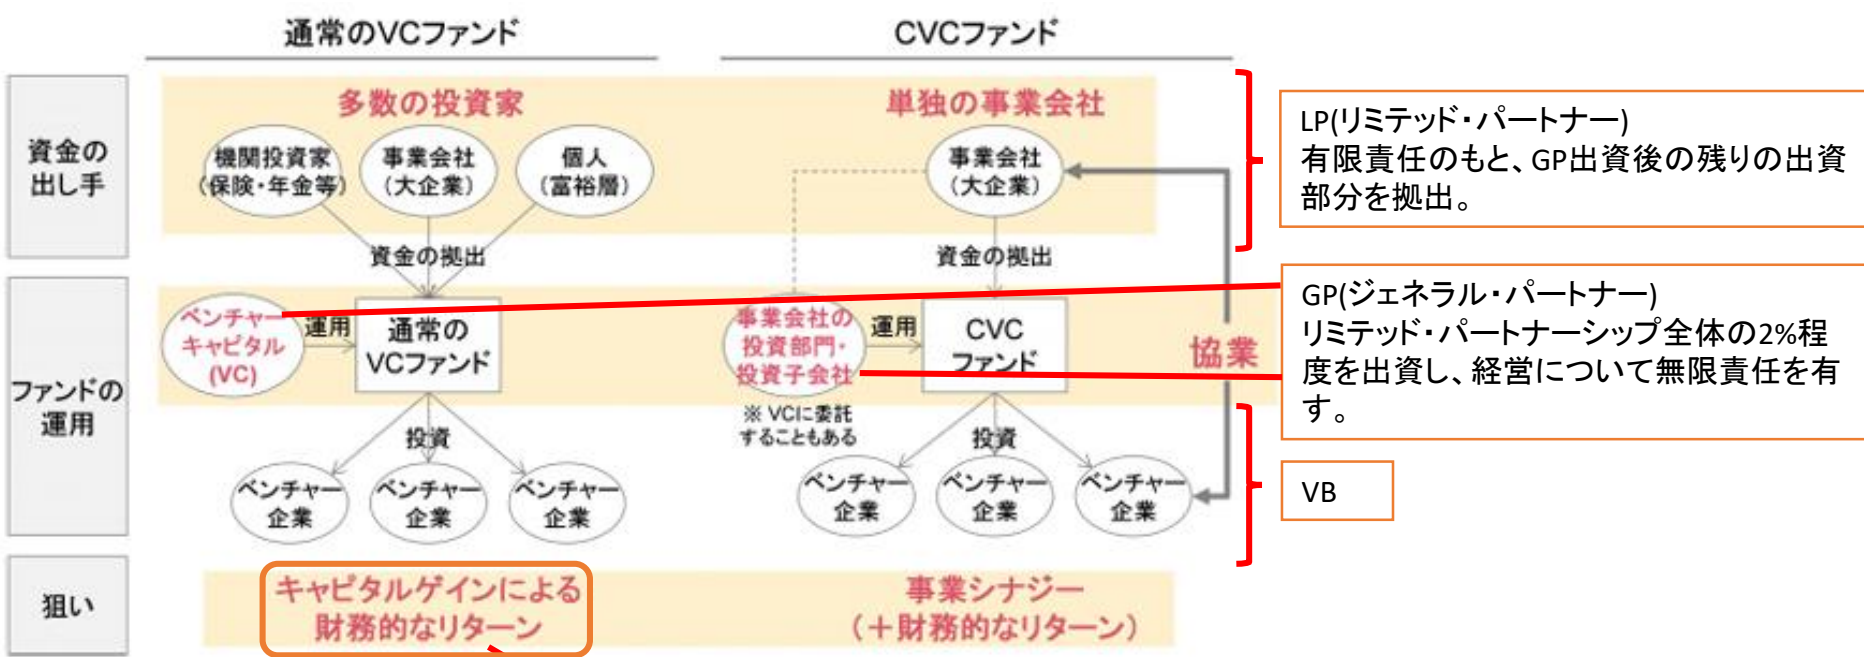 通常のVCファンド
CVCファンド
資金の
出し手
多数の投資家
単独の事業会社
機関投資家
(保険・年金等)
事業会社
(大企業)
個人
(富裕層)
事業会社
(大企業)
資金の拠出
資金の拠出
LP(リミテッド・パートナー)
有限責任のもと、GP出資後の残りの出資
部分を拠出。
ファンドの
運用
ベンチャー
キャピタル
(VC)
運用
通常の
VCファンド
事業会社の
投資部門・
投資子会社
運用
CVC
ファンド
協業
※ VCに委託
することもある
GP(ジェネラル・パートナー)
リミテッド・パートナーシップ全体の2%程
度を出資し、経営について無限責任を有
す。
投資
投資
ベンチャー
企業
ベンチャー
企業
ベンチャー
企業
ベンチャー
企業
ベンチャー
企業
ベンチャー
企業
VB
狙い
キャピタルゲインによる
財務的なリターン
事業シナジー
(+財務的なリターン)